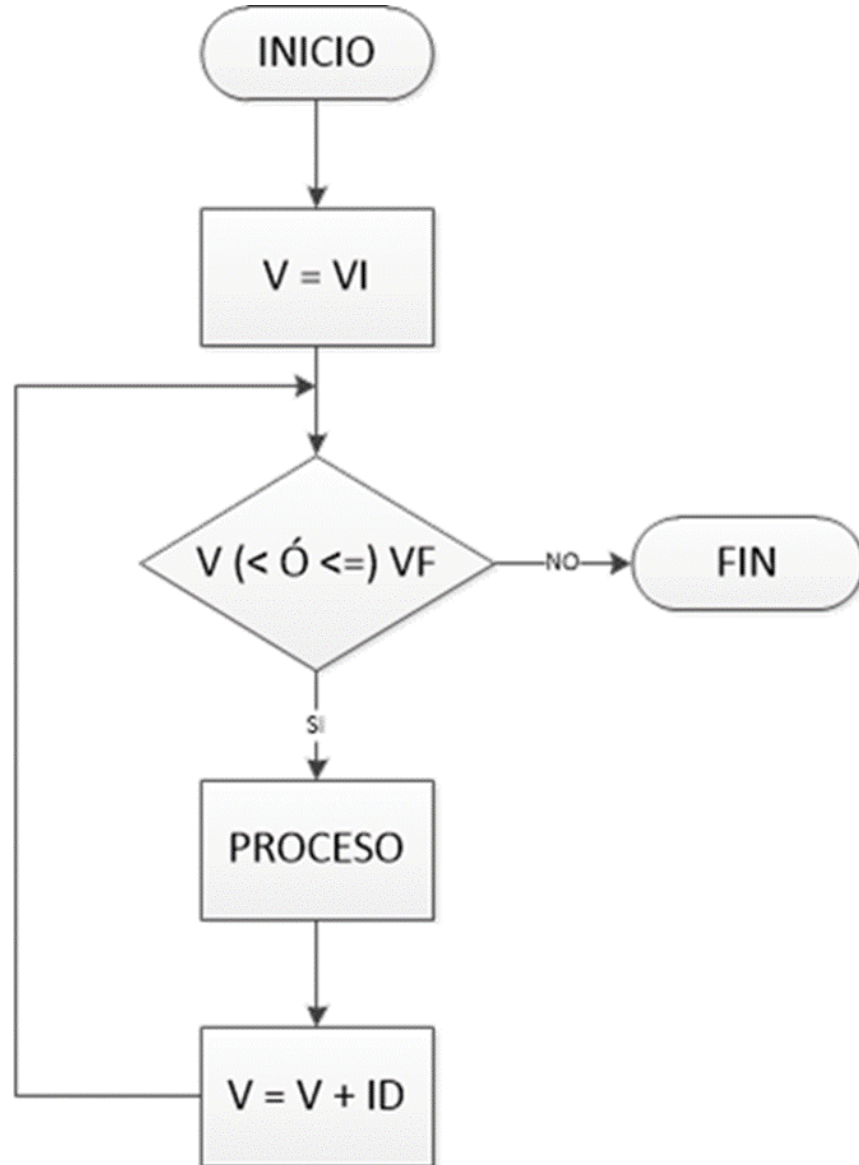 INICIO
V = VI
V (< Ó <=) VF
NO
FIN
SI
PROCESO
V = V + ID